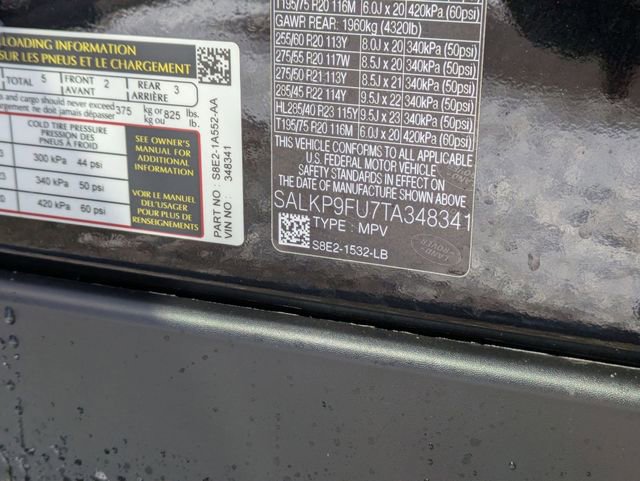 LOADING INFORMATION
SUR LES PNEUS ET LE CHARGEMENT
TOTAL 5 FRONT 2 AVANT REAR 3 ARRIÈRE
and cargo should never exceed 375 kg or 825 lbs.
ne doit jamais dépasser kg ou lb.
COLD TIRE PRESSURE
PRESSION DES
PNEUS À FROID
300 kPa 44 psi
340 kPa 50 psi
420 kPa 60 psi
SEE OWNER'S
MANUAL FOR
ADDITIONAL
INFORMATION
VOIR LE MANUEL
DE L'USAGER
POUR PLUS DE
RENSEIGNEMENTS
PART NO : S8E2-1A552-AA
VIN NO : 348341
T195/75 R20 116M 6.0J x 20 420kPa (60psi)
GAWR REAR: 1960kg (4320lb)
255/60 R20 113Y 8.0J x 20 340kPa (50psi)
275/55 R20 117W 8.5J x 20 340kPa (50psi)
275/50 R21 113Y 8.5J x 21 340kPa (50psi)
285/45 R22 114Y 9.5J x 22 340kPa (50psi)
HL285/40 R23 115Y 9.5J x 23 340kPa (50psi)
T195/75 R20 116M 6.0J x 20 420kPa (60psi)
THIS VEHICLE CONFORMS TO ALL APPLICABLE
U.S. FEDERAL MOTOR VEHICLE
SAFETY STANDARDS IN EFFECT
ON THE DATE OF MANUFACTURE SHOWN ABOVE.
SALKP9FU7TA348341
TYPE : MPV
S8E2-1532-LB
LAND ROVER